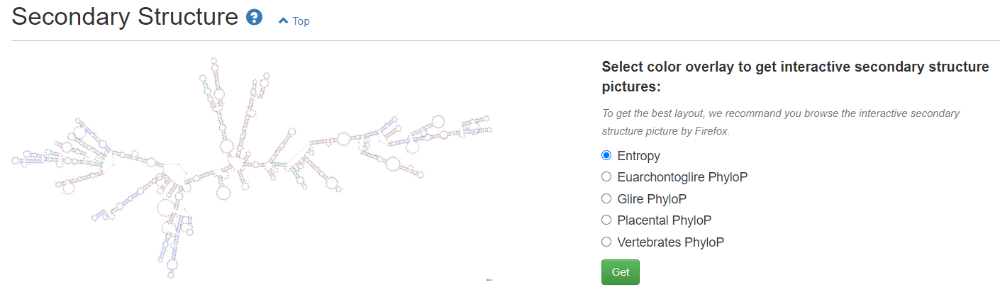 Secondary Structure ? Top
Select color overlay to get interactive secondary structure
pictures:
To get the best layout, we recommand you browse the interactive secondary
structure picture by Firefox.
Entropy
Euarchontoglire PhyloP
Glire PhyloP
Placental PhyloP
Vertebrates PhyloP
Get